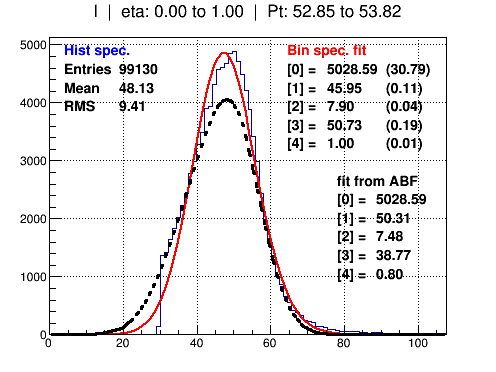 I | eta: 0.00 to 1.00 | Pt: 52.85 to 53.82
Hist spec.
Entries 99130
Mean 48.13
RMS 9.41
Bin spec. fit
[0] = 5028.59 (30.79)
[1] = 45.95 (0.11)
[2] = 7.90 (0.04)
[3] = 50.73 (0.19)
[4] = 1.00 (0.01)
fit from ABF
[0] = 5028.59
[1] = 50.31
[2] = 7.48
[3] = 38.77
[4] = 0.80
5000
4000
3000
2000
1000
0
0 20 40 60 80 100